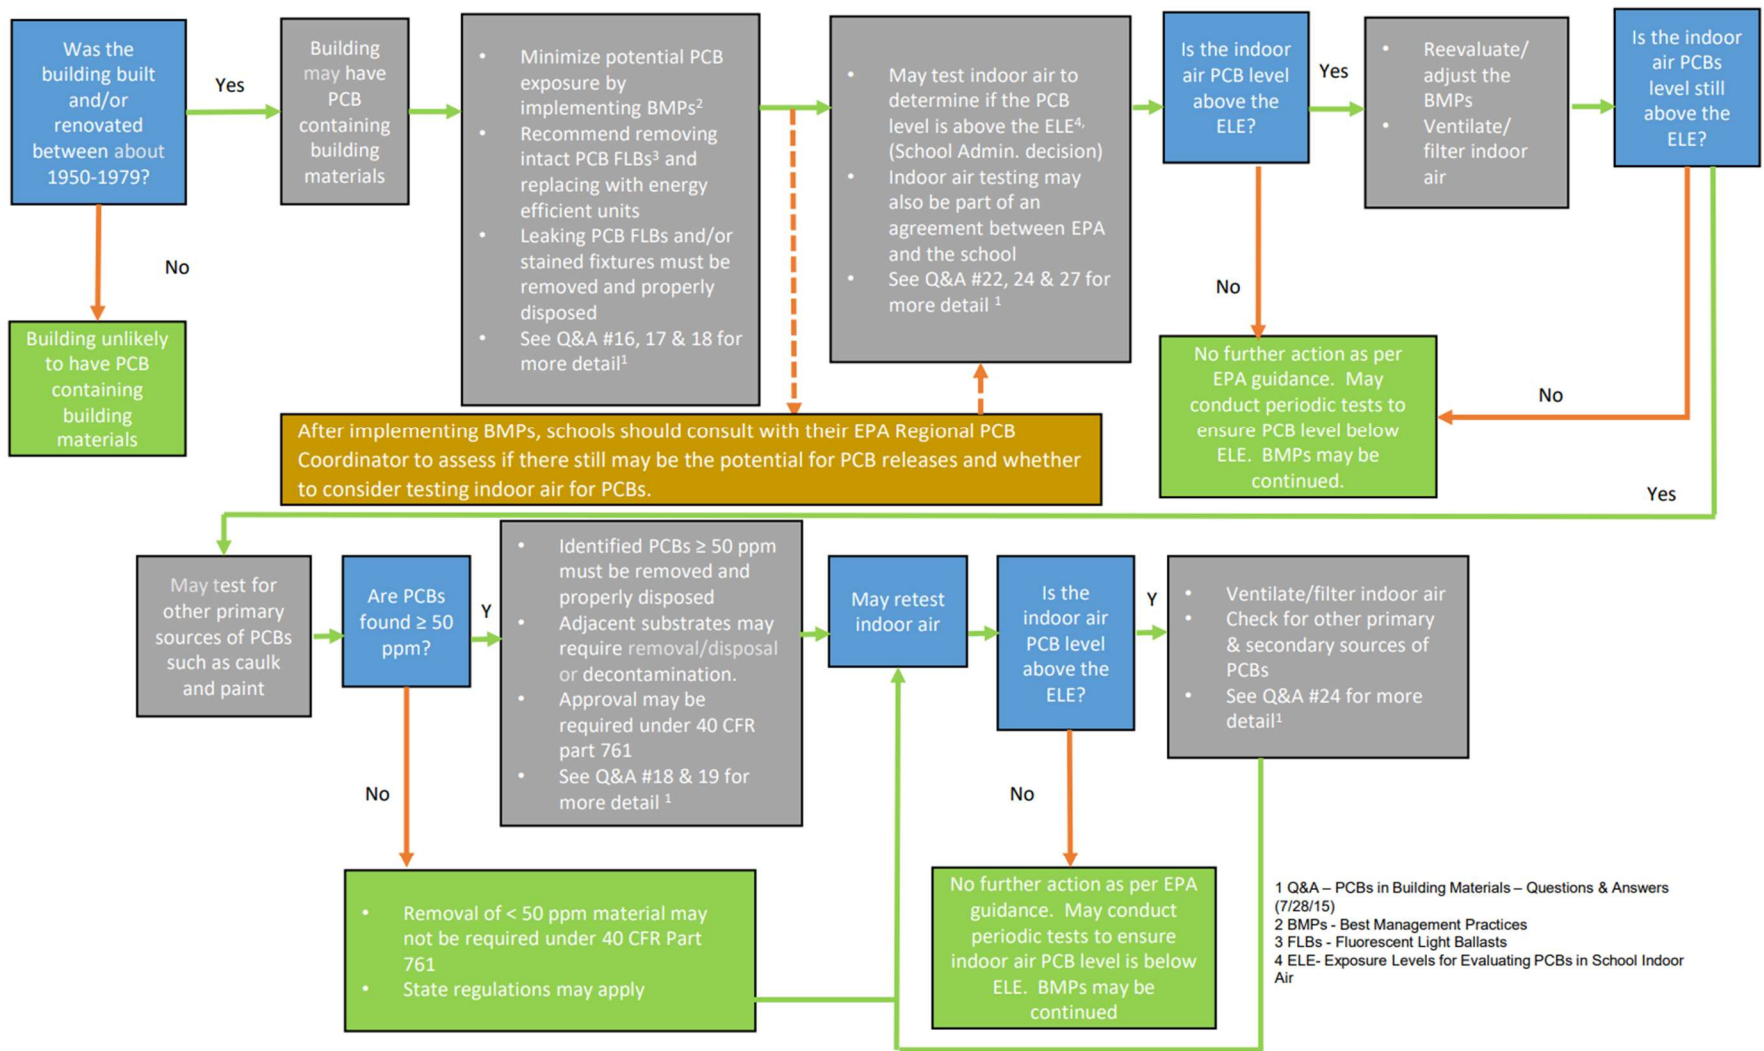 Was the
building built
and/or
renovated
between about
1950-1979?
Yes
No
Building unlikely
to have PCB
containing
building
materials
Building
may have
PCB
containing
building
materials
• Minimize potential PCB
exposure by
implementing BMPs²
• Recommend removing
intact PCB FLBs³ and
replacing with energy
efficient units
• Leaking PCB FLBs and/or
stained fixtures must be
removed and properly
disposed
• See Q&A #16, 17 & 18 for
more detail¹
After implementing BMPs, schools should consult with their EPA Regional PCB
Coordinator to assess if there still may be the potential for PCB releases and whether
to consider testing indoor air for PCBs.
• May test indoor air to
determine if the PCB
level is above the ELE⁴,
(School Admin. decision)
• Indoor air testing may
also be part of an
agreement between EPA
and the school
• See Q&A #22, 24 & 27 for
more detail ¹
Is the indoor
air PCB level
above the
ELE?
Yes
No
• Reevaluate/
adjust the
BMPs
• Ventilate/
filter indoor
air
Is the indoor
air PCBs
level still
above the
ELE?
No
Yes
No further action as per
EPA guidance. May
conduct periodic tests to
ensure PCB level below
ELE. BMPs may be
continued.
May test for
other primary
sources of PCBs
such as caulk
and paint
Are PCBs
found ≥ 50
ppm?
Y
No
• Identified PCBs ≥ 50 ppm
must be removed and
properly disposed
• Adjacent substrates may
require removal/disposal
or decontamination.
• Approval may be
required under 40 CFR
part 761
• See Q&A #18 & 19 for
more detail ¹
• Removal of < 50 ppm material may
not be required under 40 CFR Part
761
• State regulations may apply
May retest
indoor air
Is the
indoor air
PCB level
above the
ELE?
Y
No
• Ventilate/filter indoor air
• Check for other primary
& secondary sources of
PCBs
• See Q&A #24 for more
detail¹
No further action as per EPA
guidance. May conduct
periodic tests to ensure
indoor air PCB level is below
ELE. BMPs may be
continued
1 Q&A – PCBs in Building Materials – Questions & Answers
(7/28/15)
2 BMPs - Best Management Practices
3 FLBs - Fluorescent Light Ballasts
4 ELE- Exposure Levels for Evaluating PCBs in School Indoor
Air